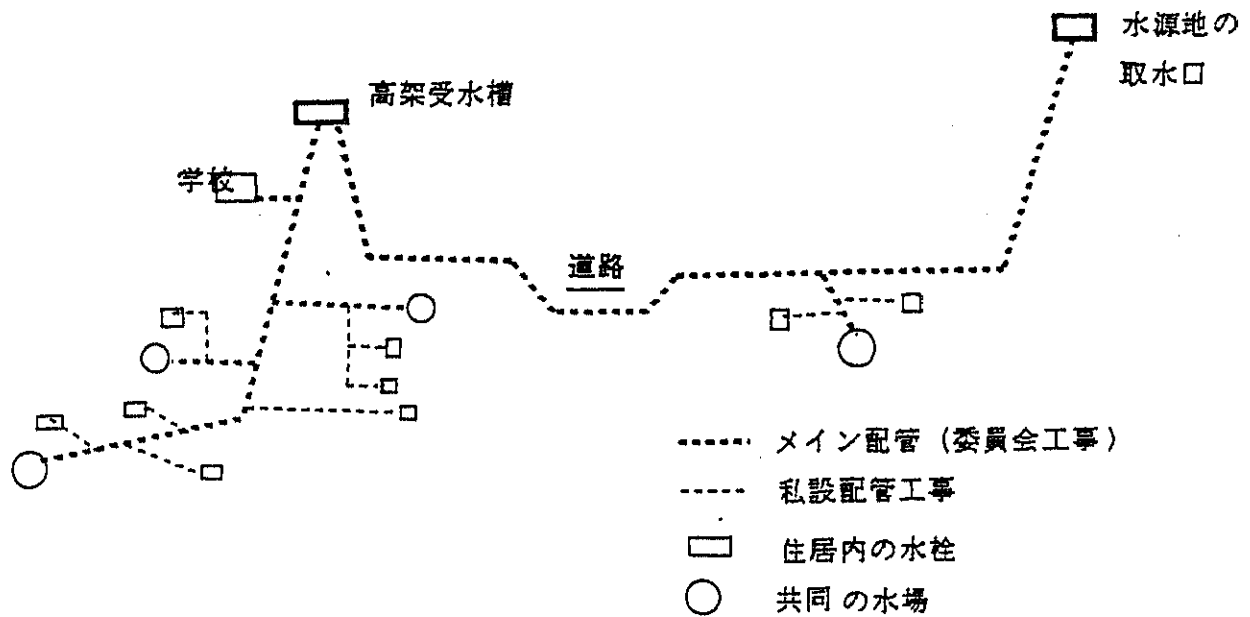 水源地の
取水口
高架受水槽
学校
道路
メイン配管（委員会工事）
私設配管工事
住居内の水栓
共同の水場